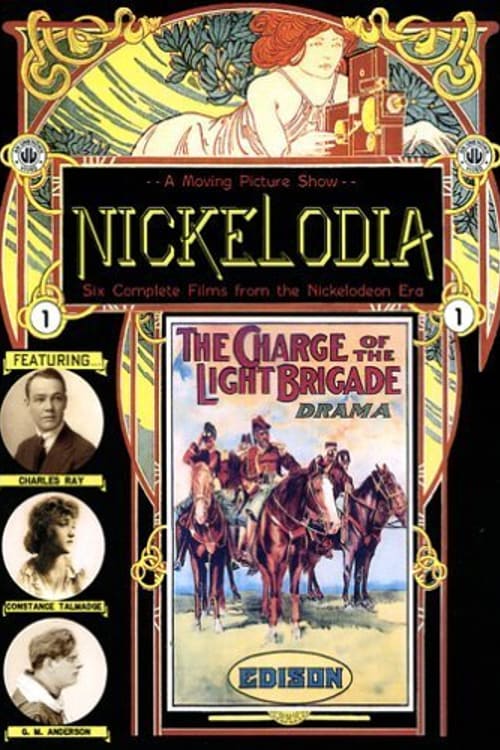 -- A Moving Picture Show --
NICKELODIA
Six Complete Films from the Nickelodeon Era
1
1
FEATURING...
CHARLES RAY
CONSTANCE TALMADGE
G. M. ANDERSON
THE CHARGE OF THE
LIGHT BRIGADE
DRAMA
EDISON